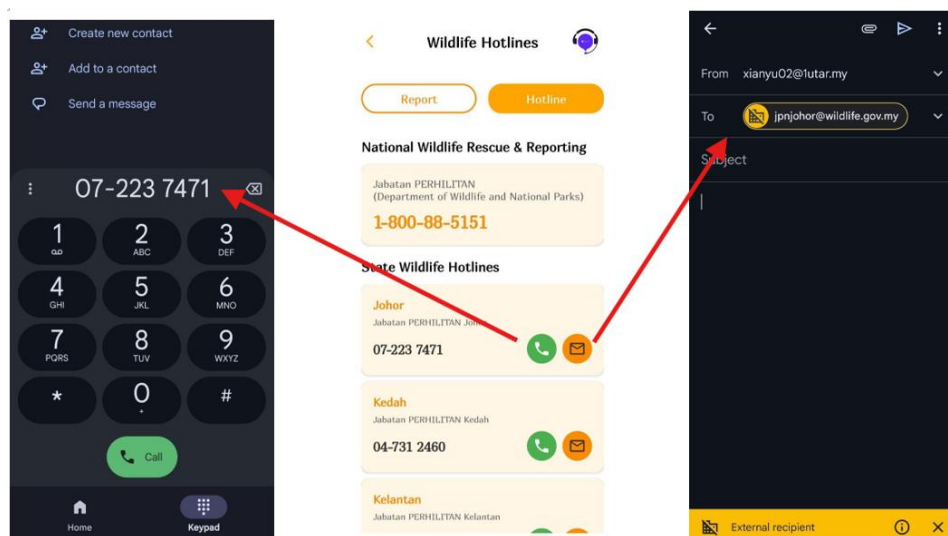 Create new contact
Add to a contact
Send a message
07-223 7471
1
2
ABC
3
DEF
4
GHI
5
JKL
6
MNO
7
PQRS
8
TUV
9
WXYZ
*
0
+
#
Call
Home
Keypad
Wildlife Hotlines
Report
Hotline
National Wildlife Rescue & Reporting
Jabatan PERHILITAN
(Department of Wildlife and National Parks)
1-800-88-5151
State Wildlife Hotlines
Johor
Jabatan PERHILITAN Johor
07-223 7471
Kedah
Jabatan PERHILITAN Kedah
04-731 2460
Kelantan
Jabatan PERHILITAN Kelantan
From xianyu02@1utar.my
To jpnjohor@wildlife.gov.my
Subject
External recipient